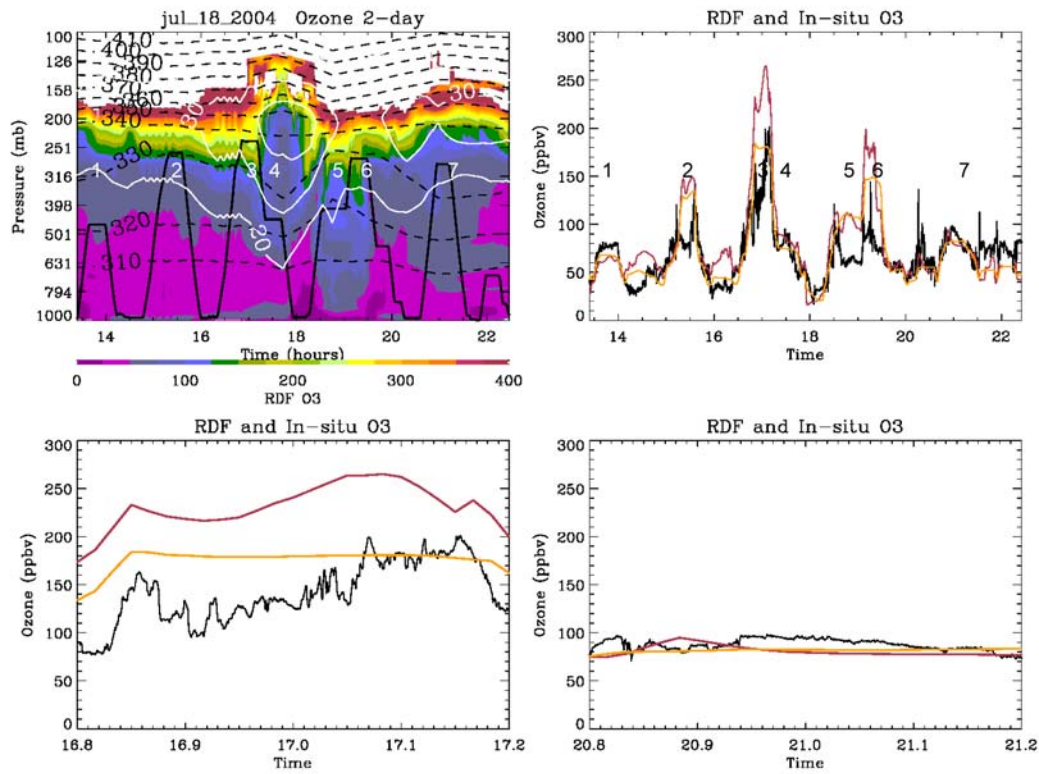 jul_18_2004 Ozone 2-day
100
126
158
200
251
316
398
501
631
794
1000
Pressure (mb)
410
400
390
380
370
360
350
340
330
320
310
30
30
20
1 2 3 4 5 6 7
14 16 18 20 22
Time (hours)
0 100 200 300 400
RDF O3
RDF and In-situ O3
300
250
200
150
100
50
0
Ozone (ppbv)
1 2 3 4 5 6 7
14 16 18 20 22
Time
RDF and In-situ O3
300
250
200
150
100
50
0
Ozone (ppbv)
16.8 16.9 17.0 17.1 17.2
Time
RDF and In-situ O3
300
250
200
150
100
50
0
Ozone (ppbv)
20.8 20.9 21.0 21.1 21.2
Time